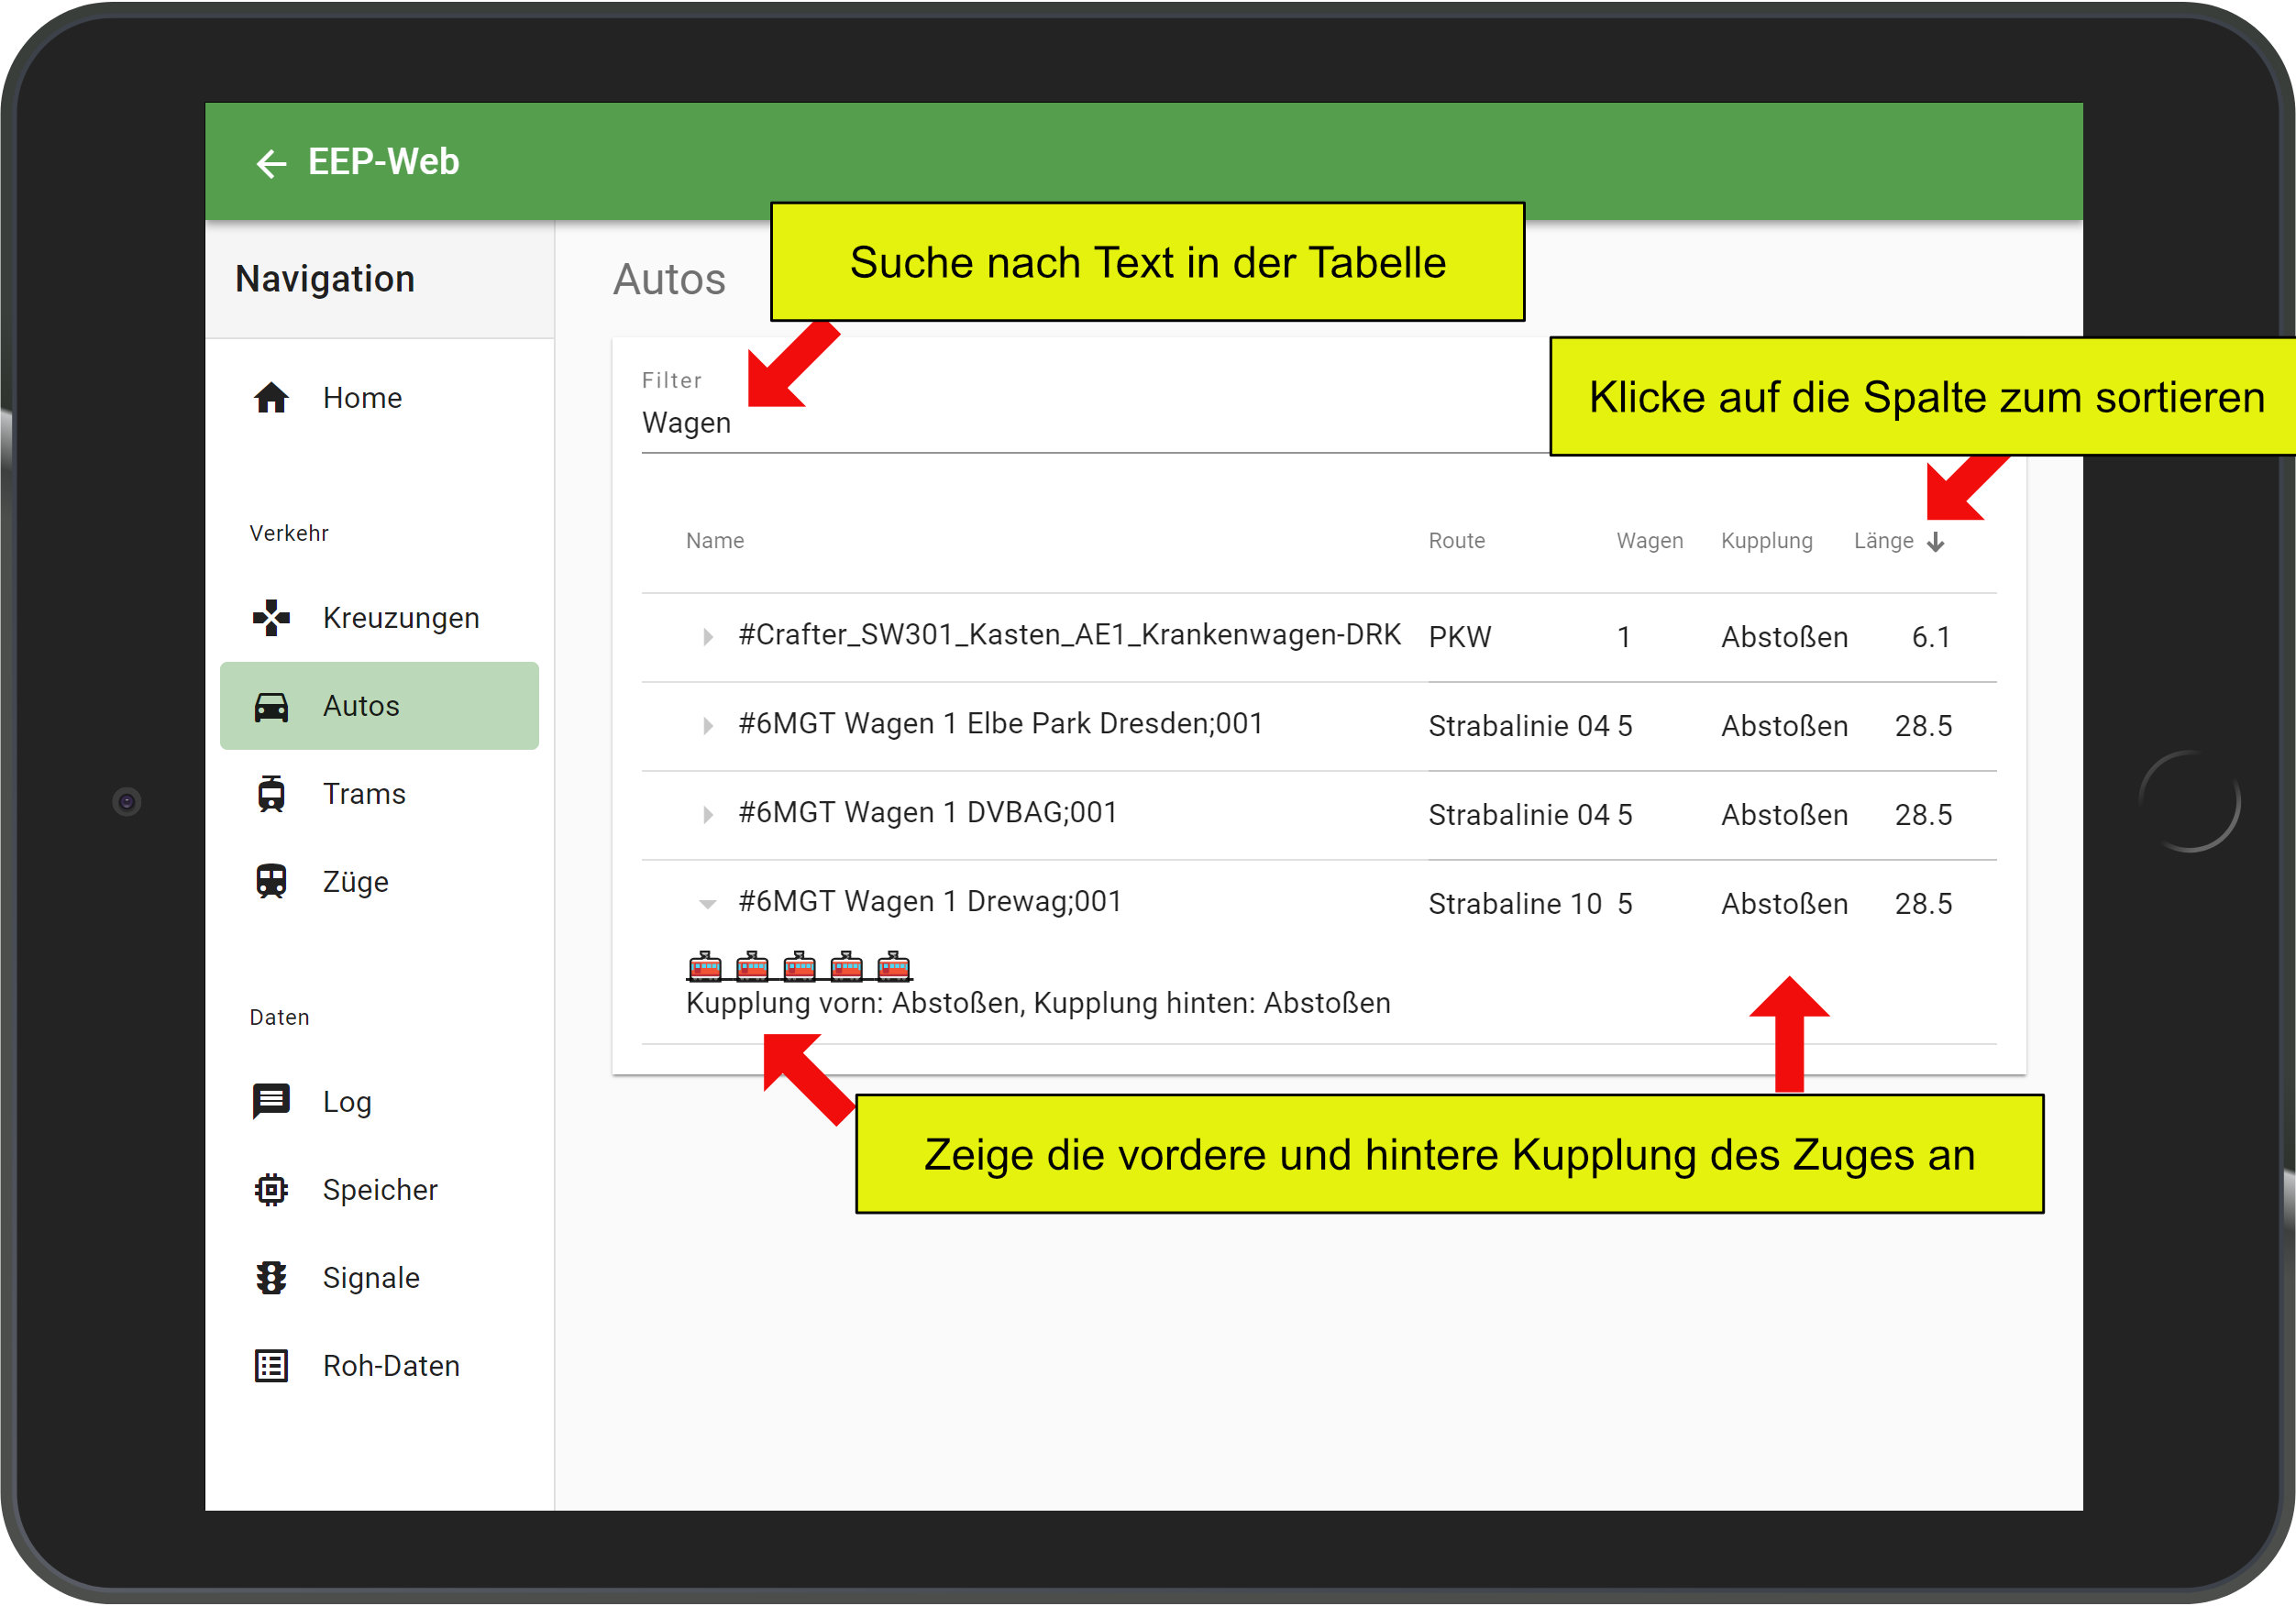 EEP-Web
Navigation
Home
Verkehr
Kreuzungen
Autos
Trams
Züge
Daten
Log
Speicher
Signale
Roh-Daten
Autos
Suche nach Text in der Tabelle
Filter
Wagen
Klicke auf die Spalte zum sortieren
Name Route Wagen Kupplung Länge
#Crafter_SW301_Kasten_AE1_Krankenwagen-DRK PKW 1 Abstoßen 6.1
#6MGT Wagen 1 Elbe Park Dresden;001 Strabalinie 04 5 Abstoßen 28.5
#6MGT Wagen 1 DVBAG;001 Strabalinie 04 5 Abstoßen 28.5
#6MGT Wagen 1 Drewag;001 Strabaline 10 5 Abstoßen 28.5
Kupplung vorn: Abstoßen, Kupplung hinten: Abstoßen
Zeige die vordere und hintere Kupplung des Zuges an